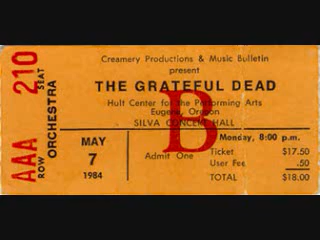 Creamery Productions & Music Bulletin
present
THE GRATEFUL DEAD
Hult Center for the Performing Arts
Eugene, Oregon
SILVA CONCERT HALL
B
Monday, 8:00 p.m.
Admit One
Ticket $17.50
User Fee .50
TOTAL $18.00
MAY
7
1984
AAA ROW
ORCHESTRA
210 SEAT